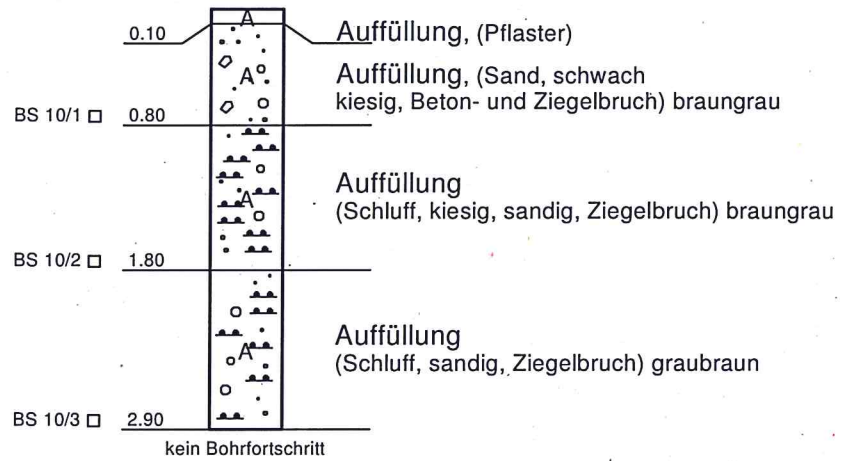 A
0.10
Auffüllung, (Pflaster)
A
Auffüllung, (Sand, schwach
kiesig, Beton- und Ziegelbruch) braungrau
BS 10/1
0.80
A
Auffüllung
(Schluff, kiesig, sandig, Ziegelbruch) braungrau
BS 10/2
1.80
A
Auffüllung
(Schluff, sandig, Ziegelbruch) graubraun
BS 10/3
2.90
kein Bohrfortschritt